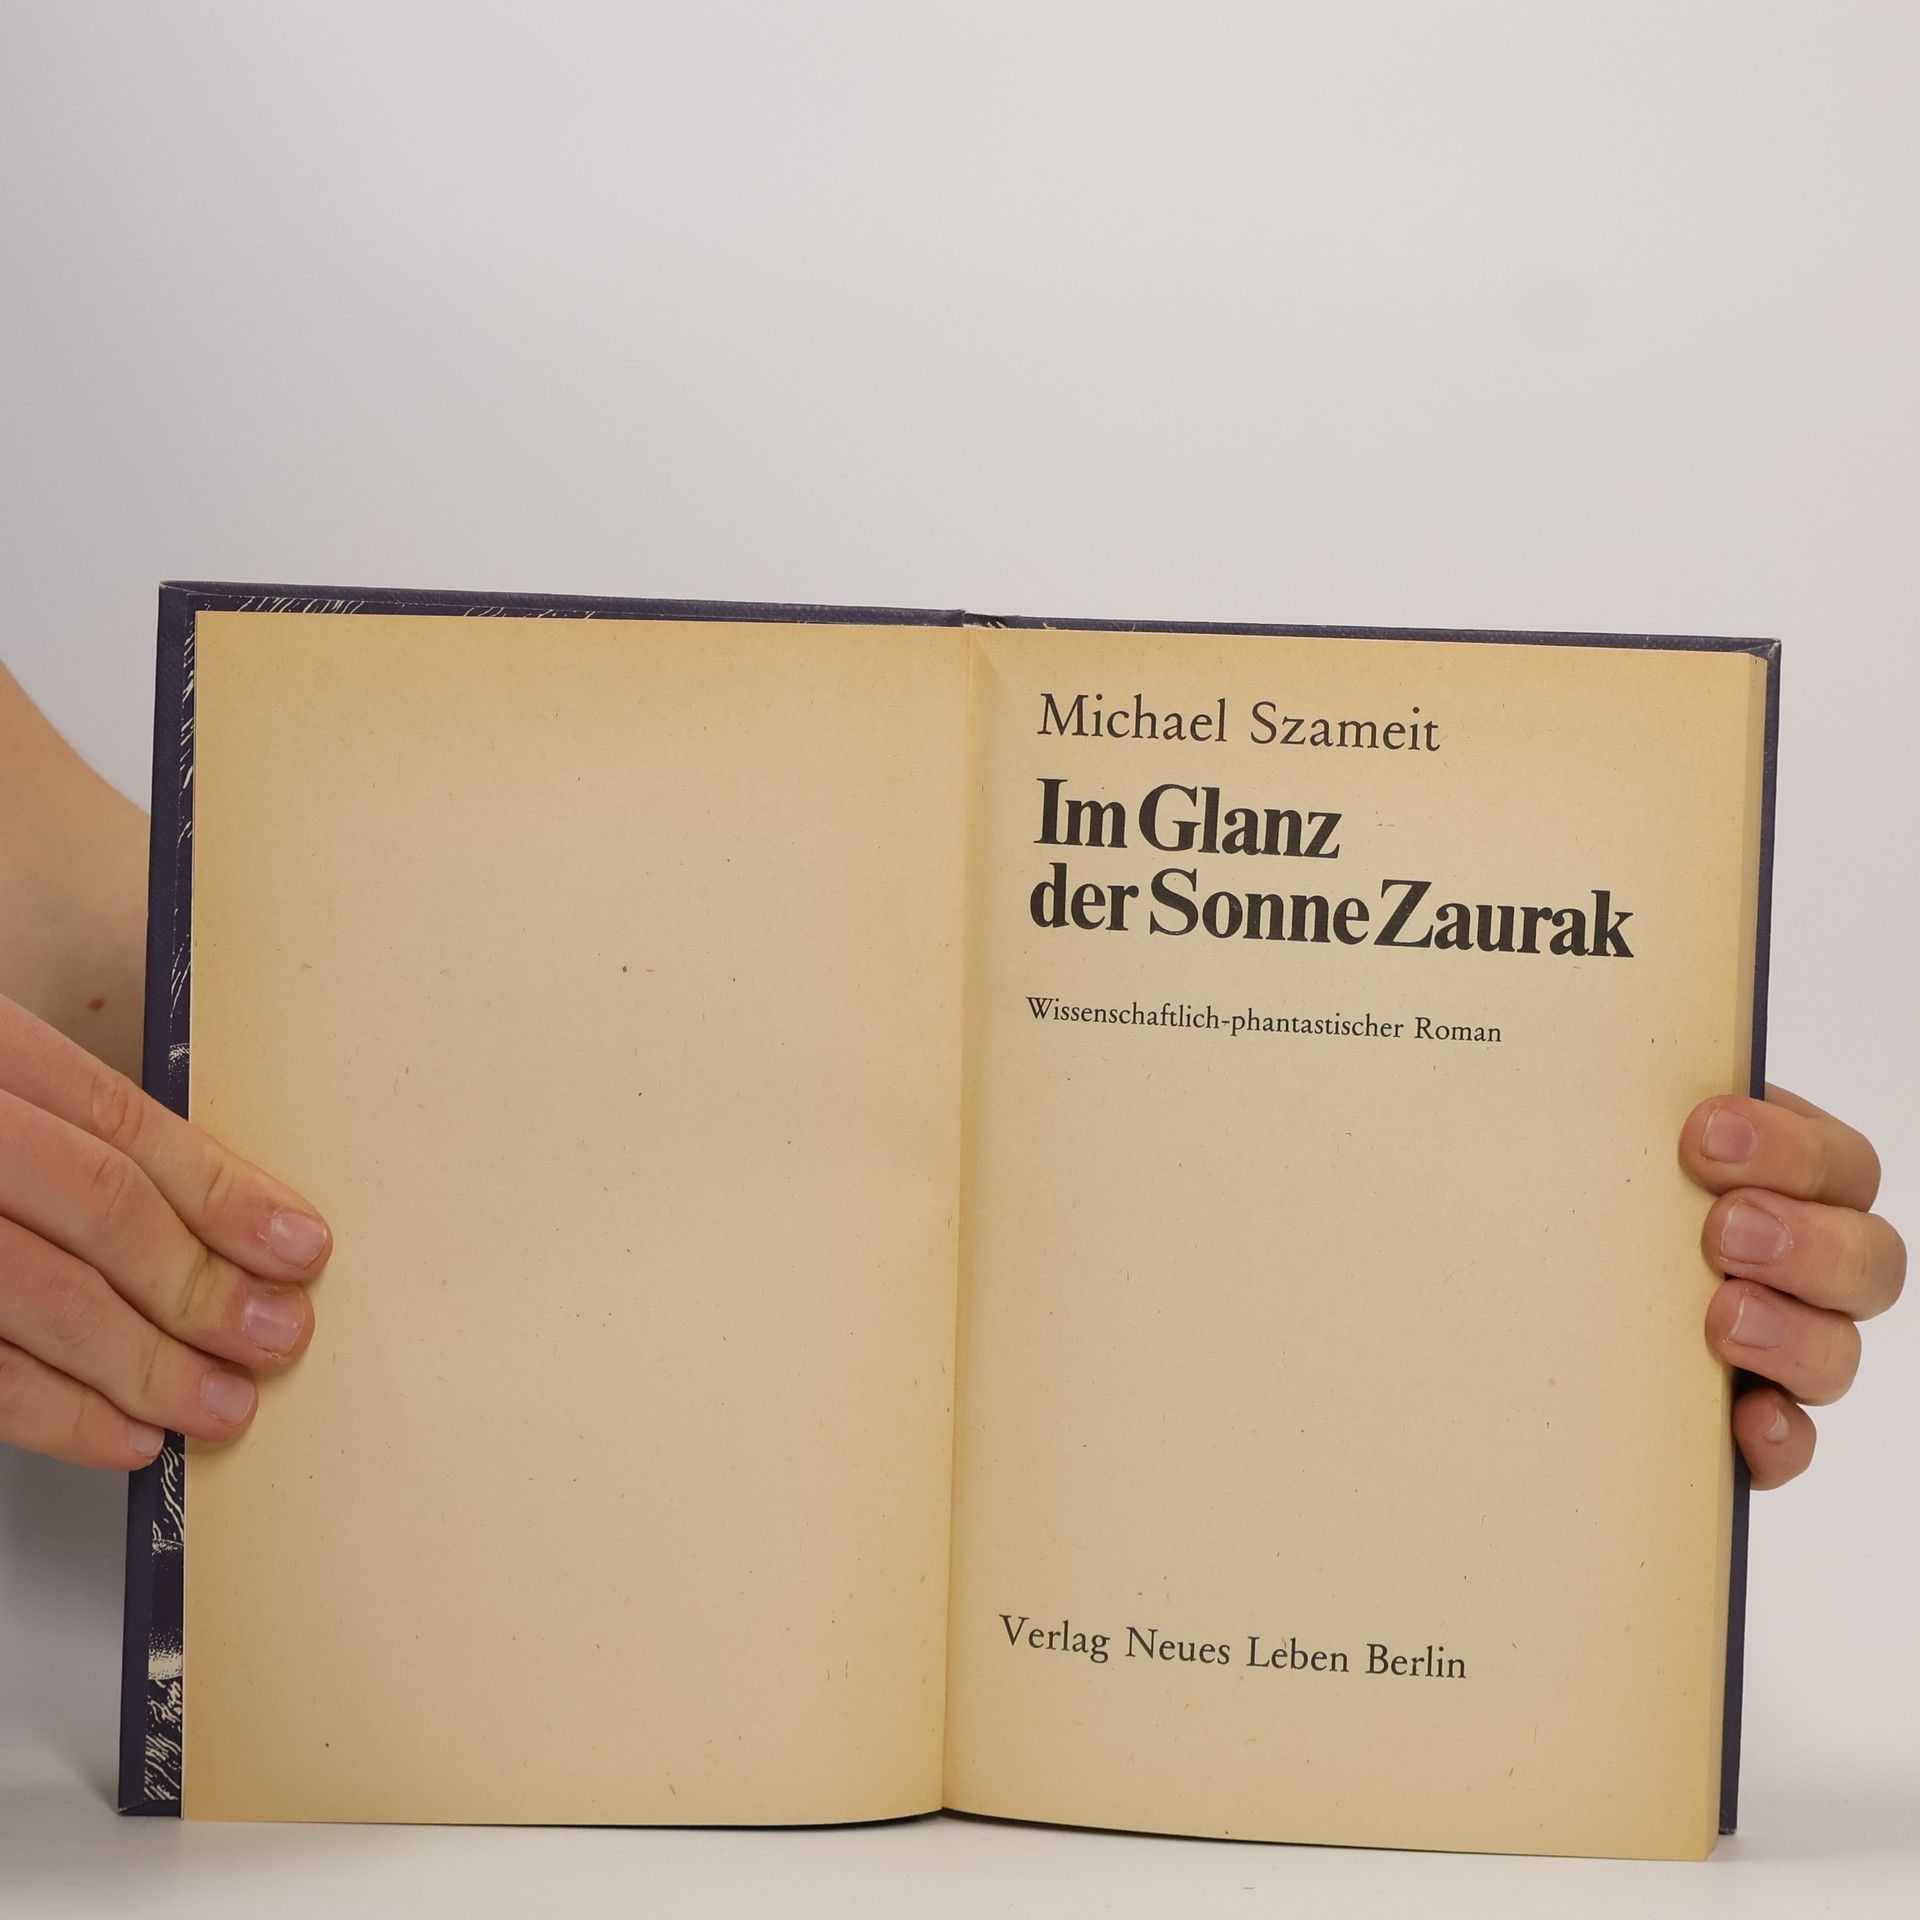 Michael Szameit
Im Glanz
der Sonne Zaurak
Wissenschaftlich-phantastischer Roman
Verlag Neues Leben Berlin